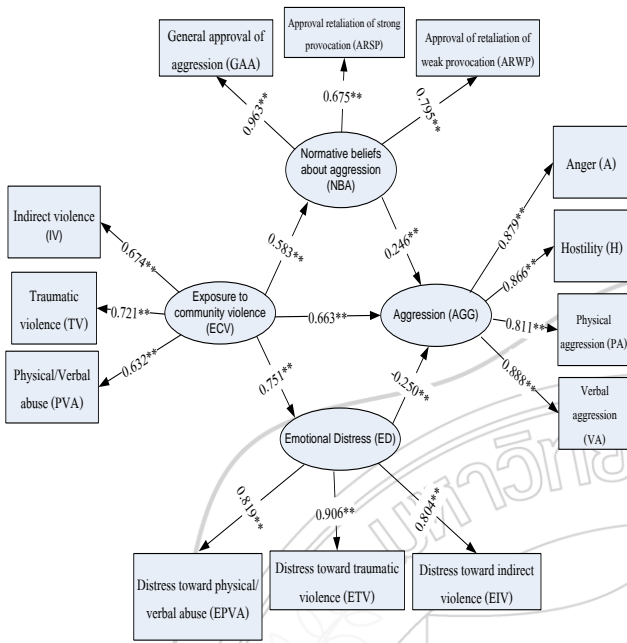 General approval of
aggression (GAA)
Approval retaliation of strong
provocation (ARSP)
Approval of retaliation of
weak provocation (ARWP)
0.963**
0.675**
0.795**
Normative beliefs
about aggression
(NBA)
Indirect violence
(IV)
Traumatic
violence (TV)
Physical/Verbal
abuse (PVA)
0.674**
0.721**
0.632**
Exposure to
community violence
(ECV)
0.583**
0.246**
0.663**
0.751**
-0.250**
Aggression (AGG)
0.879**
0.866**
0.811**
0.888**
Anger (A)
Hostility (H)
Physical
aggression (PA)
Verbal
aggression
(VA)
Emotional Distress (ED)
0.819**
0.906**
0.804**
Distress toward physical/
verbal abuse (EPVA)
Distress toward traumatic
violence (ETV)
Distress toward indirect
violence (EIV)